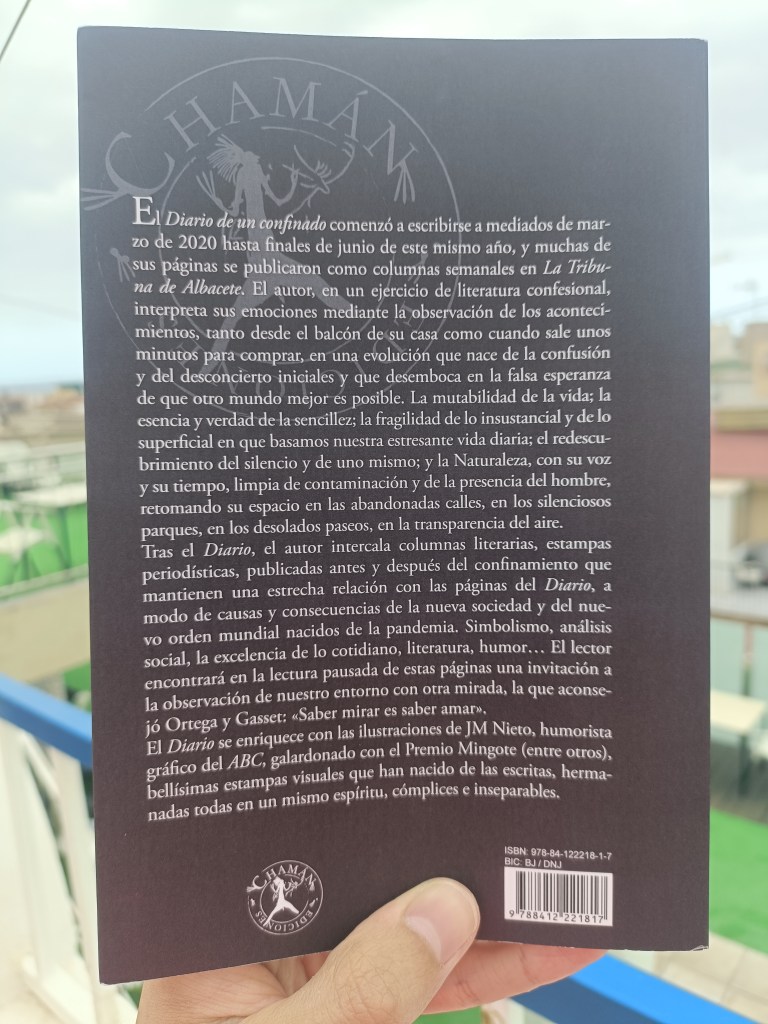 CHAMÁN
El Diario de un confinado comenzó a escribirse a mediados de mar-
zo de 2020 hasta finales de junio de este mismo año, y muchas de
sus páginas se publicaron como columnas semanales en La Tribu-
na de Albacete. El autor, en un ejercicio de literatura confesional,
interpreta sus emociones mediante la observación de los aconteci-
mientos, tanto desde el balcón de su casa como cuando sale unos
minutos para comprar, en una evolución que nace de la confusión
y del desconcierto iniciales y que desemboca en la falsa esperanza
de que otro mundo mejor es posible. La mutabilidad de la vida; la
esencia y verdad de la sencillez; la fragilidad de lo insustancial y de lo
superficial en que basamos nuestra estresante vida diaria; el redescu-
brimiento del silencio y de uno mismo; y la Naturaleza, con su voz
y su tiempo, limpia de contaminación y de la presencia del hombre,
retomando su espacio en las abandonadas calles, en los silenciosos
parques, en los desolados paseos, en la transparencia del aire.
Tras el Diario, el autor intercala columnas literarias, estampas
periodísticas, publicadas antes y después del confinamiento que
mantienen una estrecha relación con las páginas del Diario, a
modo de causas y consecuencias de la nueva sociedad y del nue-
vo orden mundial nacidos de la pandemia. Simbolismo, análisis
social, la excelencia de lo cotidiano, literatura, humor... El lector
encontrará en la lectura pausada de estas páginas una invitación a
la observación de nuestro entorno con otra mirada, la que aconse-
jó Ortega y Gasset: «Saber mirar es saber amar».
El Diario se enriquece con las ilustraciones de JM Nieto, humorista
gráfico del ABC, galardonado con el Premio Mingote (entre otros),
bellísimas estampas visuales que han nacido de las escritas, herma-
nadas todas en un mismo espíritu, cómplices e inseparables.
CHAMÁN
EDICIONES
ISBN: 978-84-122218-1-7
BIC: BJ / DNJ
9 788412 221817